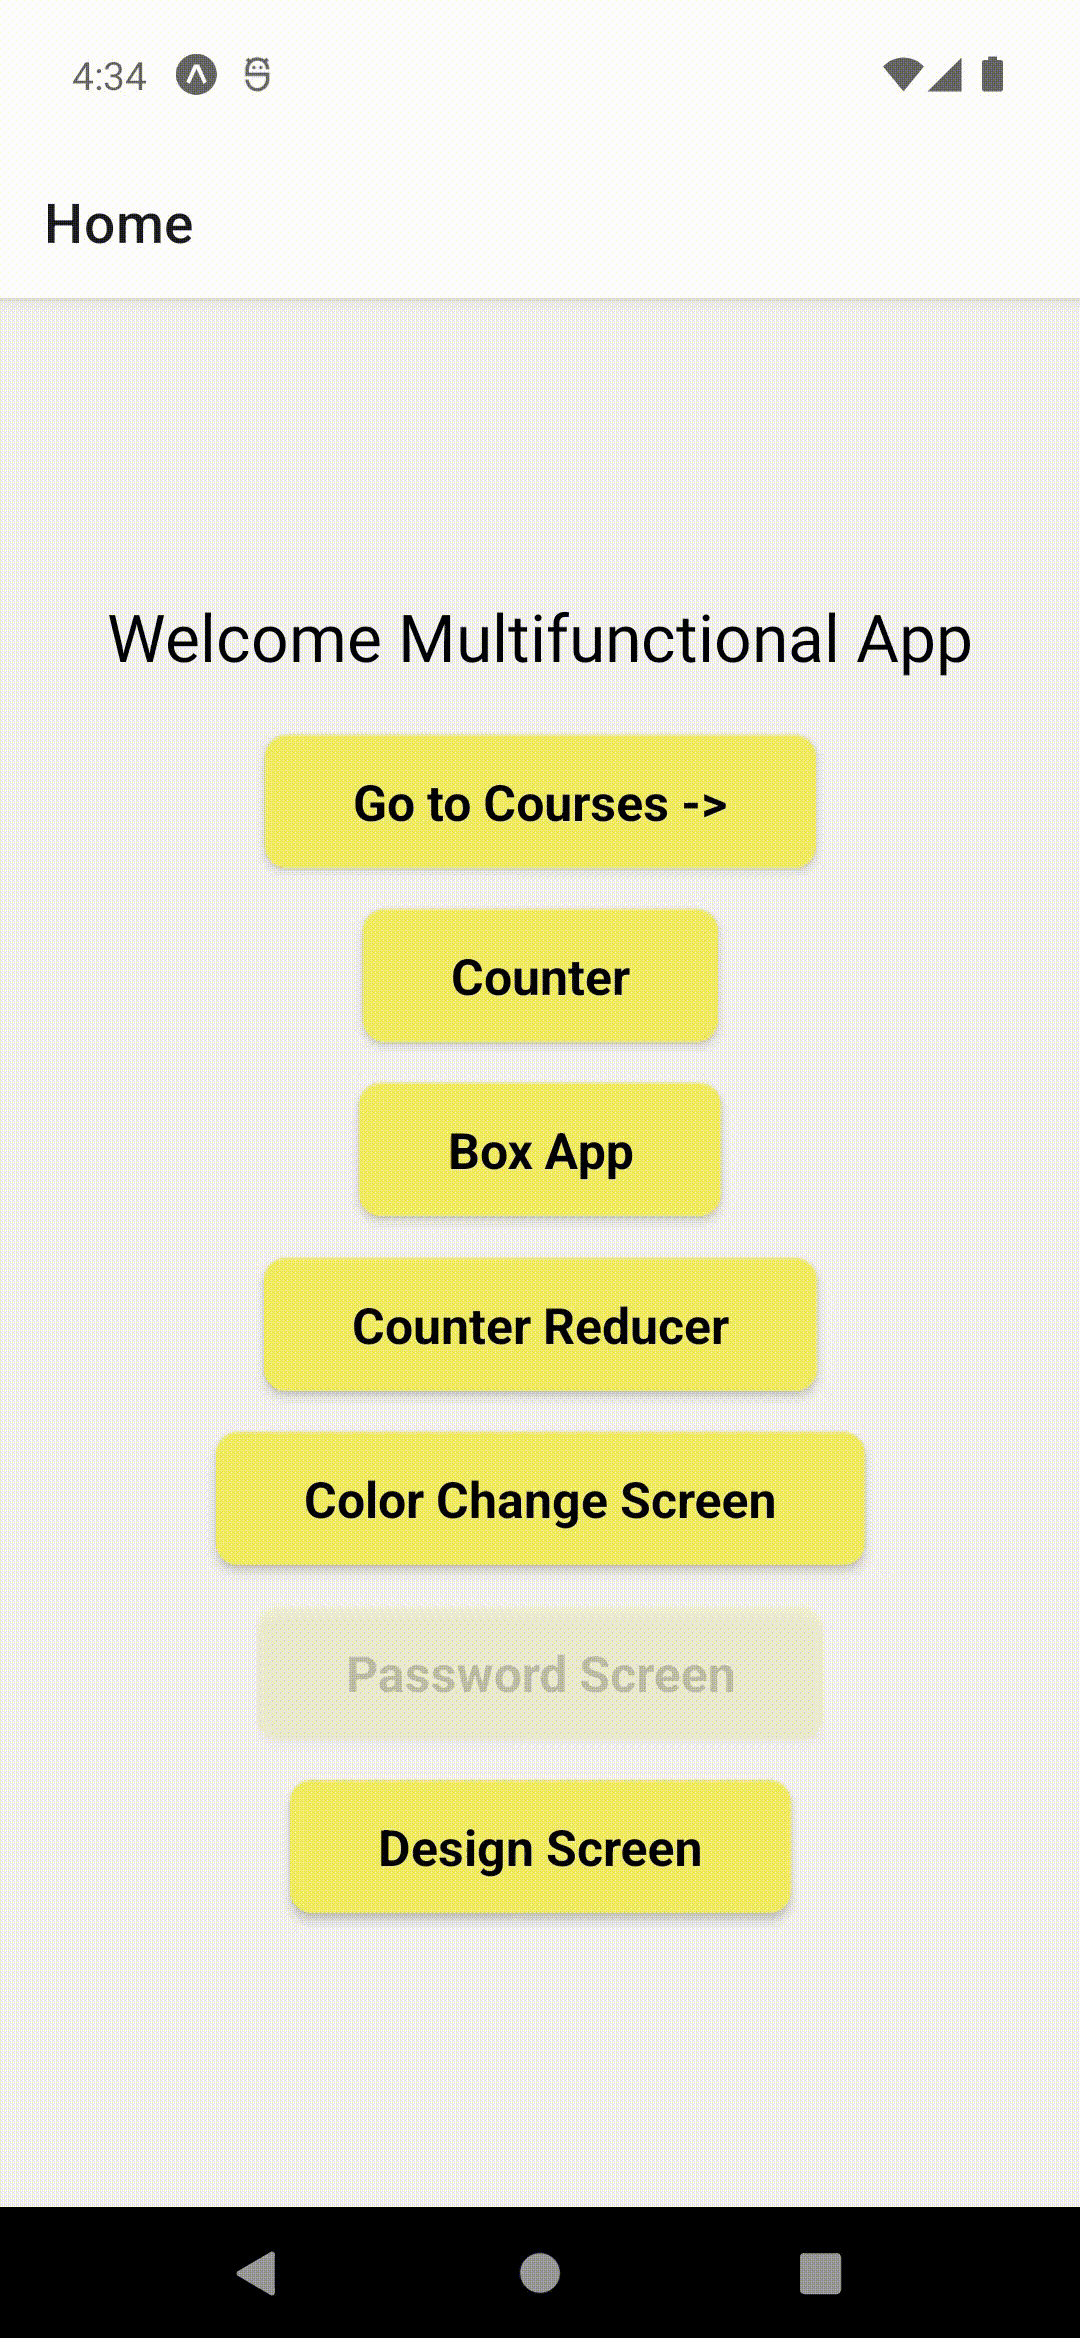 4:34
Home
Welcome Multifunctional App
Go to Courses ->
Counter
Box App
Counter Reducer
Color Change Screen
Password Screen
Design Screen